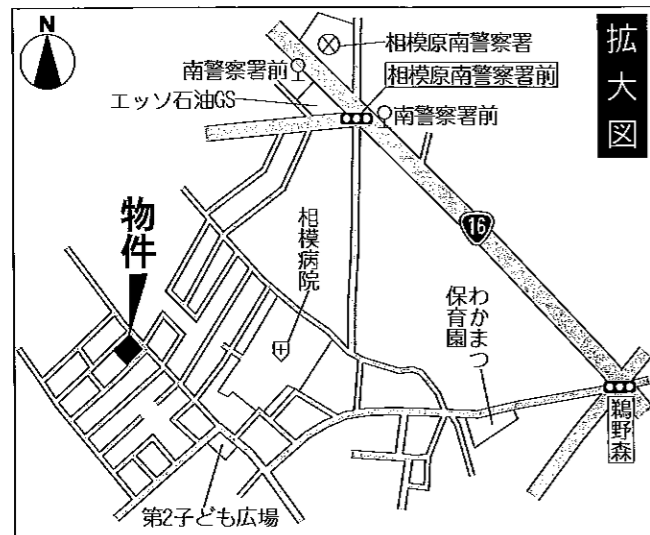 N
拡大図
相模原南警察署
南警察署前
相模原南警察署前
エッソ石油GS
南警察署前
16
物件
相模病院
わかまつ
保育園
鵜野森
第2子ども広場